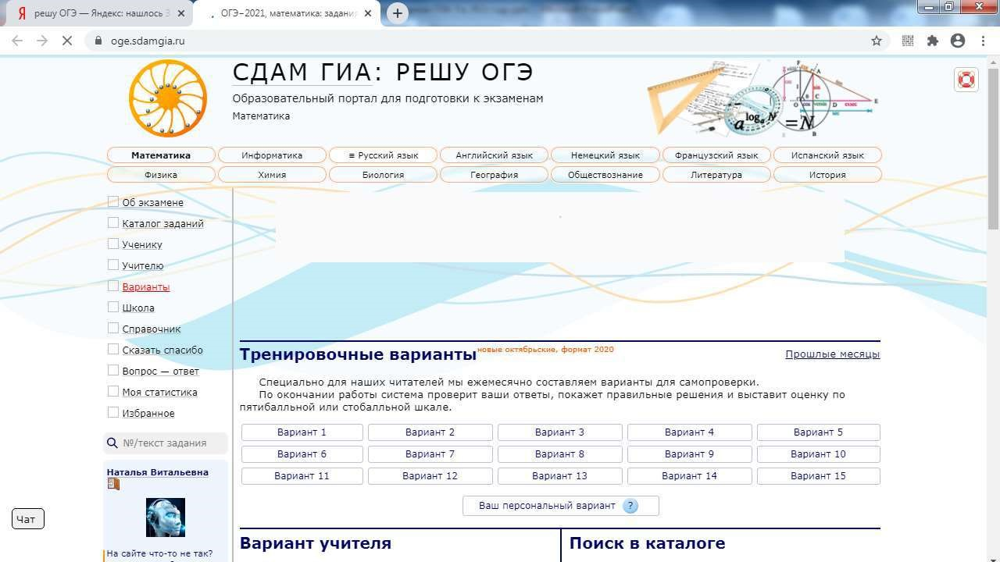 решу ОГЭ — Яндекс: нашлось
ОГЭ–2021, математика: задания
oge.sdamgia.ru
СДАМ ГИА: РЕШУ ОГЭ
Образовательный портал для подготовки к экзаменам
Математика
Математика
Информатика
≡ Русский язык
Английский язык
Немецкий язык
Французский язык
Испанский язык
Физика
Химия
Биология
География
Обществознание
Литература
История
Об экзамене
Каталог заданий
Ученику
Учителю
Варианты
Школа
Справочник
Сказать спасибо
Вопрос — ответ
Моя статистика
Избранное
№/текст задания
Наталья Витальевна
На сайте что-то не так?
Чат
Тренировочные варианты новые октябрьские, формат 2020
Прошлые месяцы
Специально для наших читателей мы ежемесячно составляем варианты для самопроверки.
По окончании работы система проверит ваши ответы, покажет правильные решения и выставит оценку по
пятибалльной или стобалльной шкале.
Вариант 1
Вариант 2
Вариант 3
Вариант 4
Вариант 5
Вариант 6
Вариант 7
Вариант 8
Вариант 9
Вариант 10
Вариант 11
Вариант 12
Вариант 13
Вариант 14
Вариант 15
Ваш персональный вариант ?
Вариант учителя
Поиск в каталоге